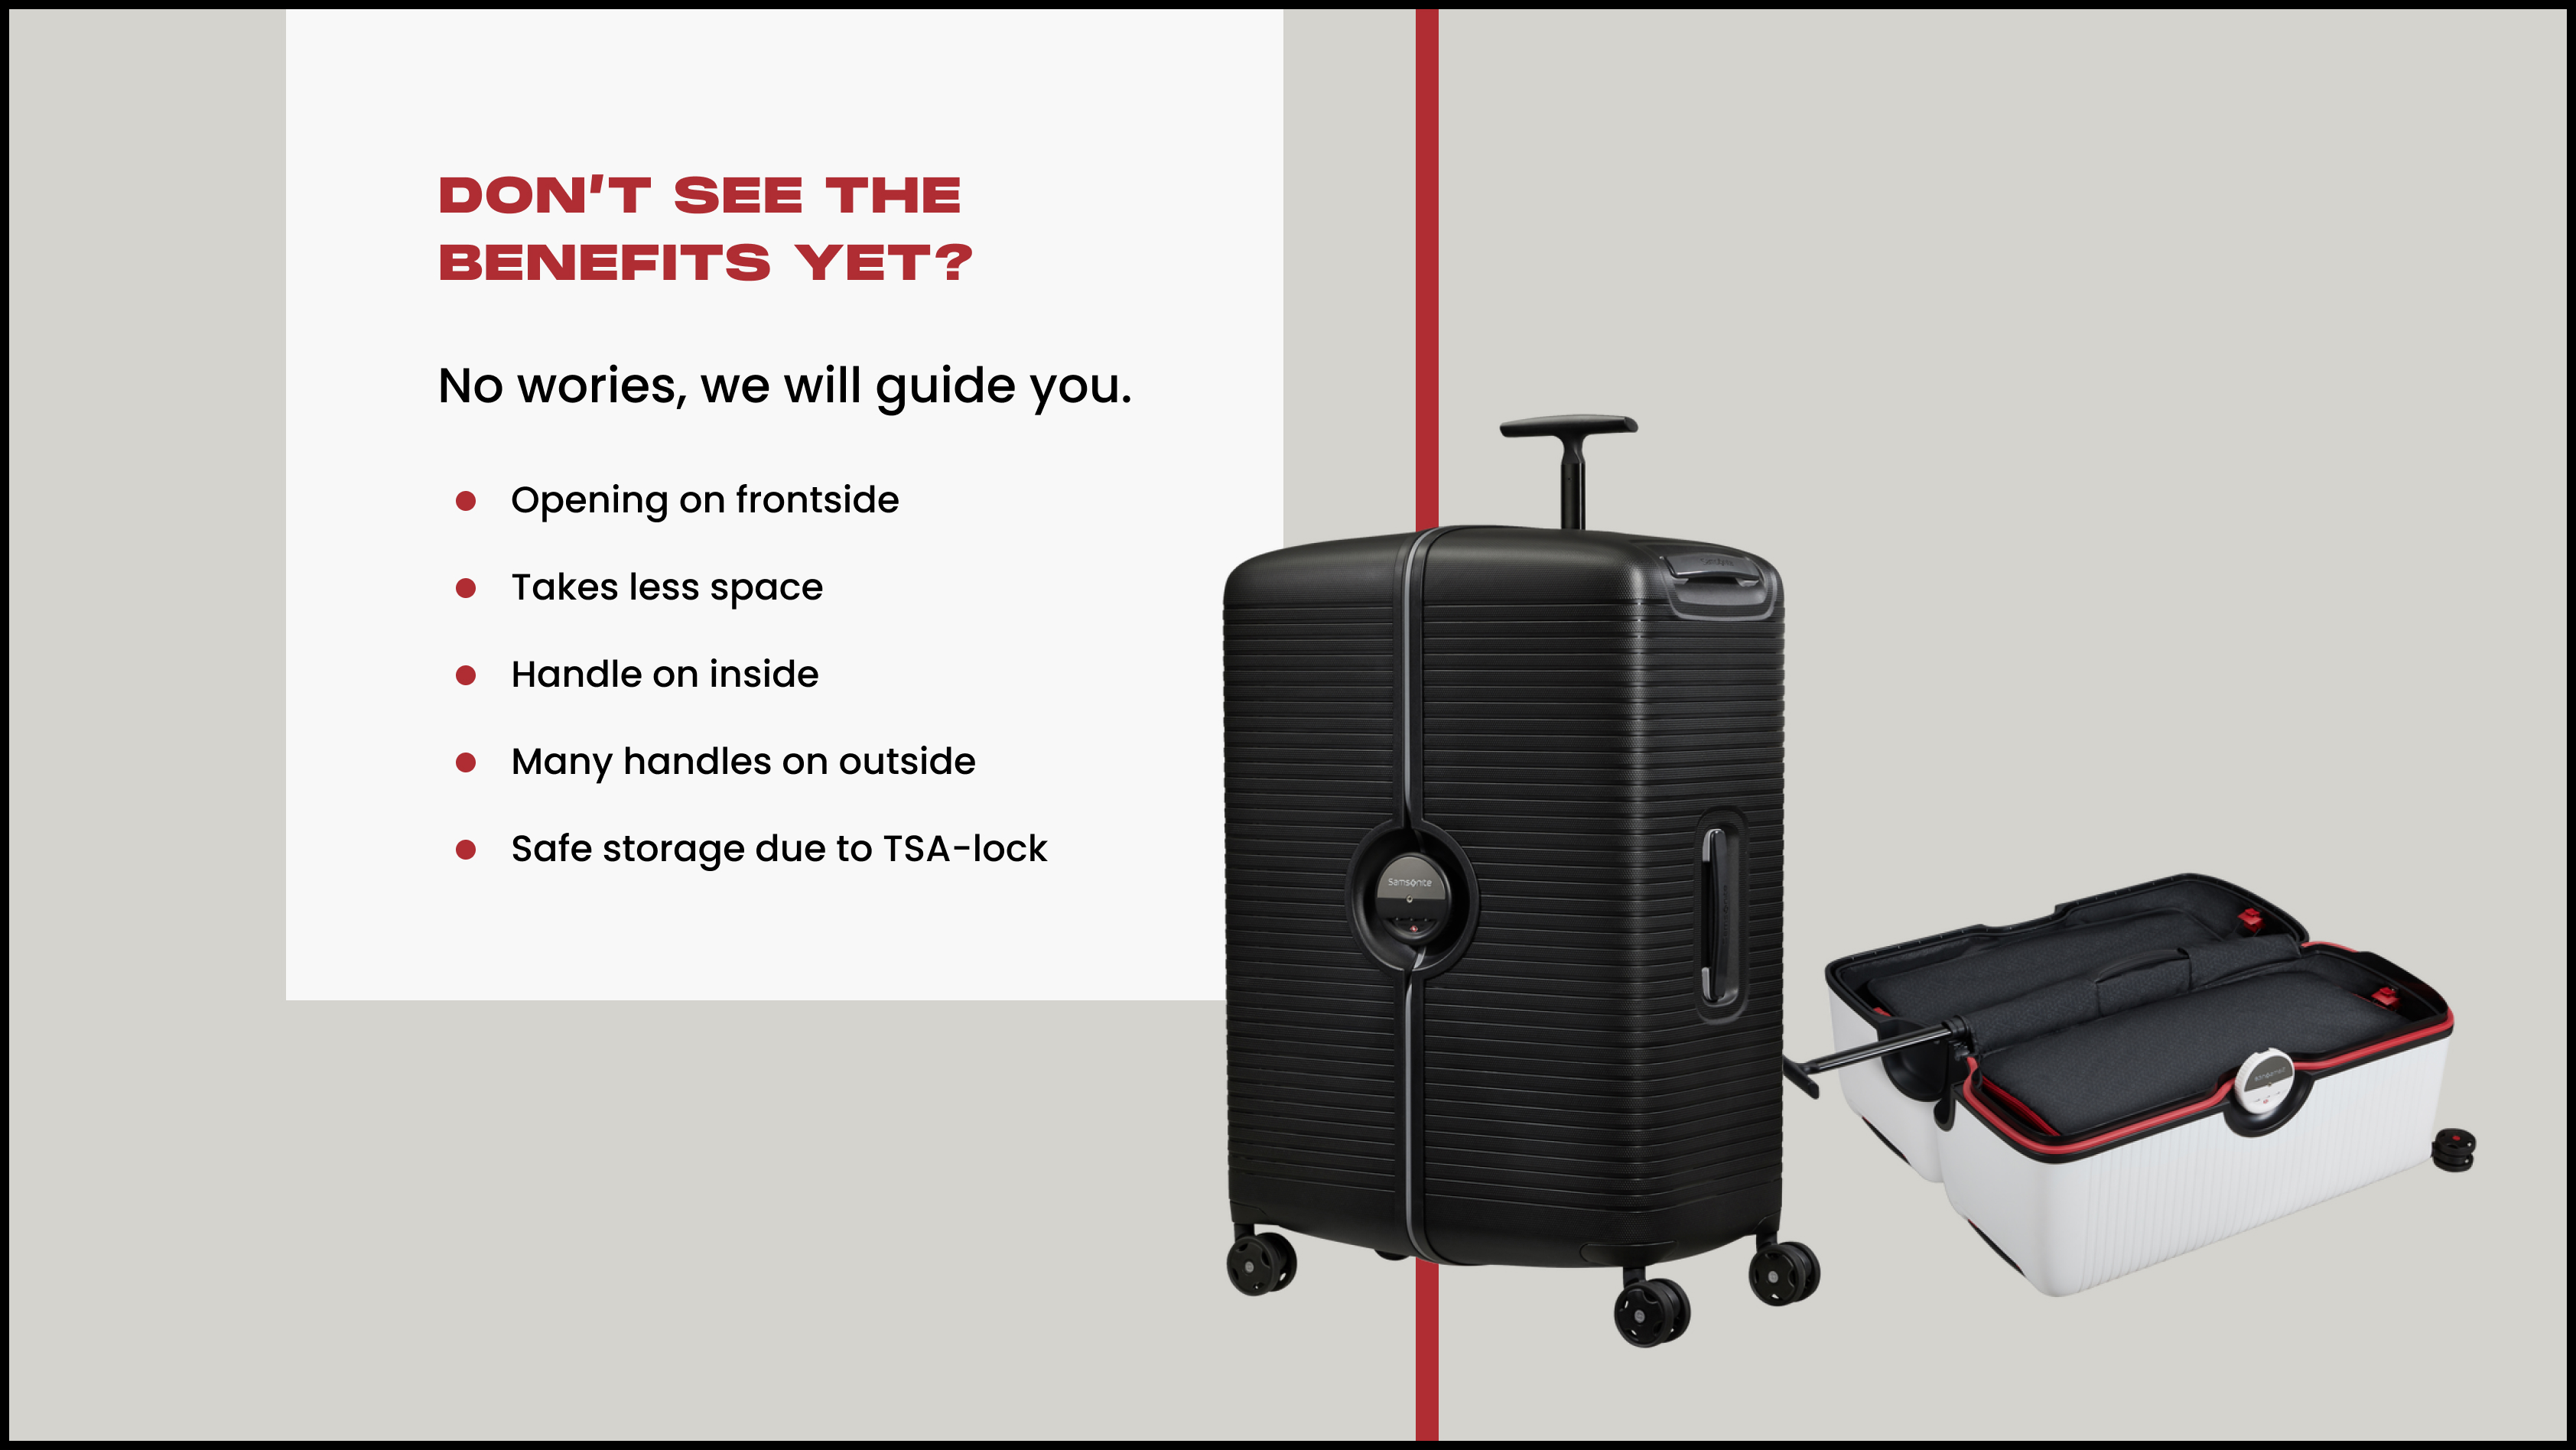 DON'T SEE THE
BENEFITS YET?
No wories, we will guide you.
Opening on frontside
Takes less space
Handle on inside
Many handles on outside
Safe storage due to TSA-lock
Samsonite